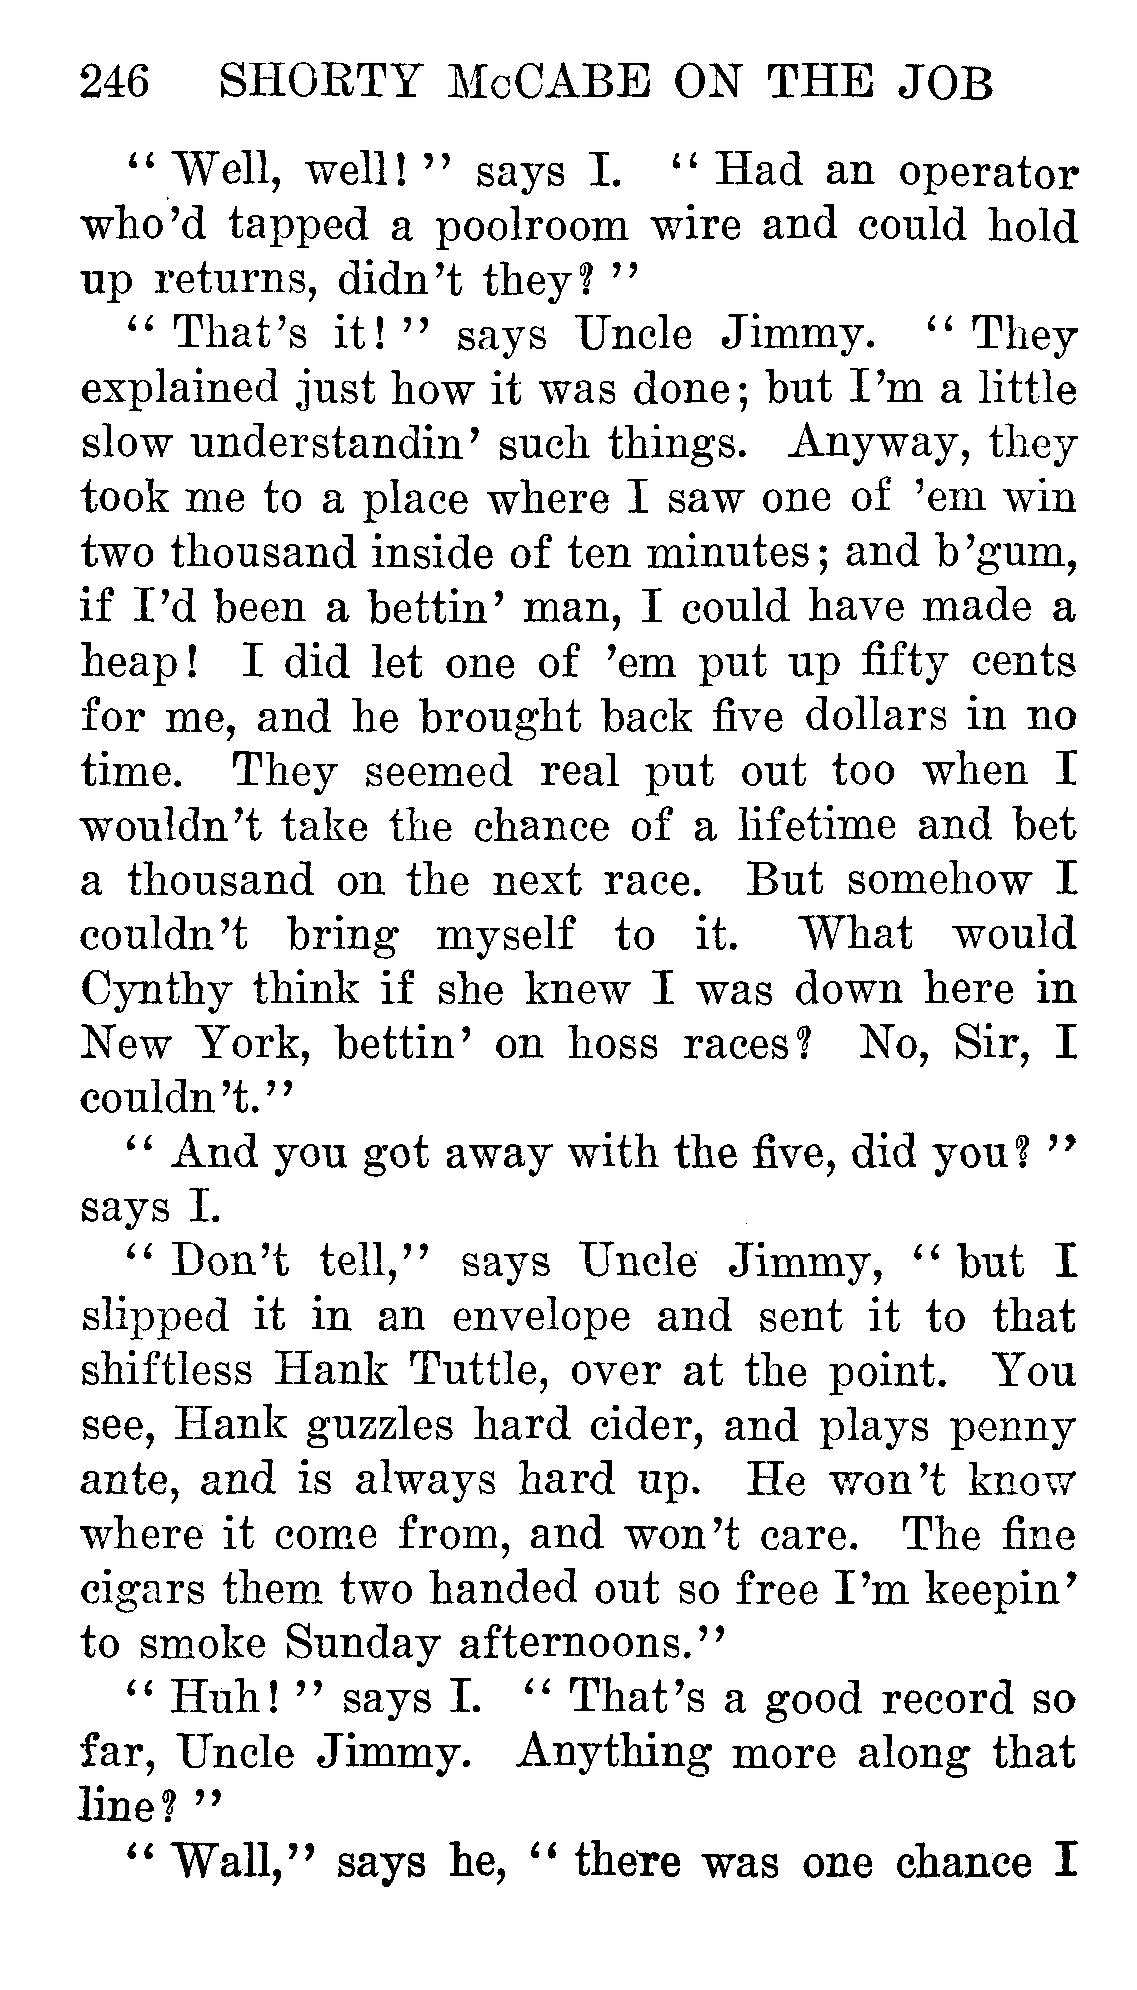 246 SHORTY McCABE ON THE JOB
" Well, well! " says I. " Had an operator
who'd tapped a poolroom wire and could hold
up returns, didn't they? "
" That's it! " says Uncle Jimmy. " They
explained just how it was done; but I'm a little
slow understandin' such things. Anyway, they
took me to a place where I saw one of 'em win
two thousand inside of ten minutes; and b'gum,
if I'd been a bettin' man, I could have made a
heap! I did let one of 'em put up fifty cents
for me, and he brought back five dollars in no
time. They seemed real put out too when I
wouldn't take the chance of a lifetime and bet
a thousand on the next race. But somehow I
couldn't bring myself to it. What would
Cynthy think if she knew I was down here in
New York, bettin' on hoss races? No, Sir, I
couldn't."
" And you got away with the five, did you? "
says I.
" Don't tell," says Uncle Jimmy, " but I
slipped it in an envelope and sent it to that
shiftless Hank Tuttle, over at the point. You
see, Hank guzzles hard cider, and plays penny
ante, and is always hard up. He won't know
where it come from, and won't care. The fine
cigars them two handed out so free I'm keepin'
to smoke Sunday afternoons."
" Huh! " says I. " That's a good record so
far, Uncle Jimmy. Anything more along that
line? "
" Wall," says he, " there was one chance I